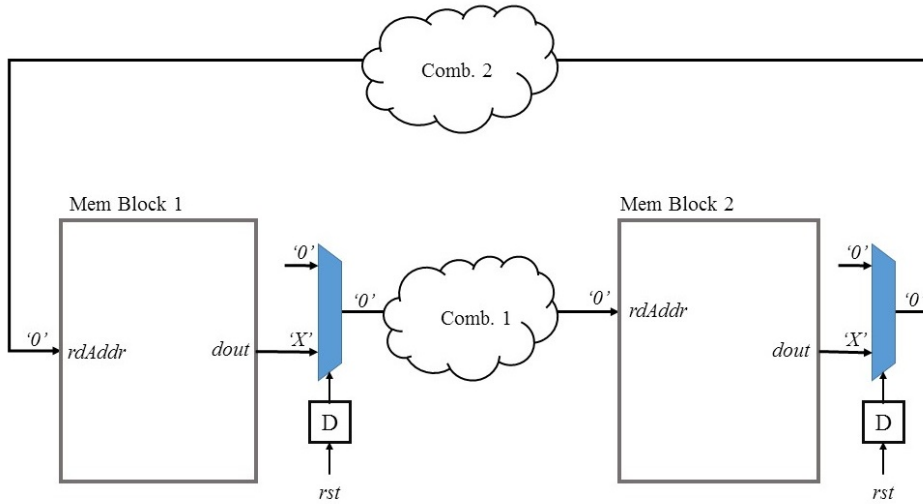 Comb. 2
Mem Block 1
Mem Block 2
‘0’
‘0’
‘0’
‘0’
‘0
Comb. 1
rdAddr
‘0’
rdAddr
dout
‘X’
dout
‘X’
D
D
rst
rst